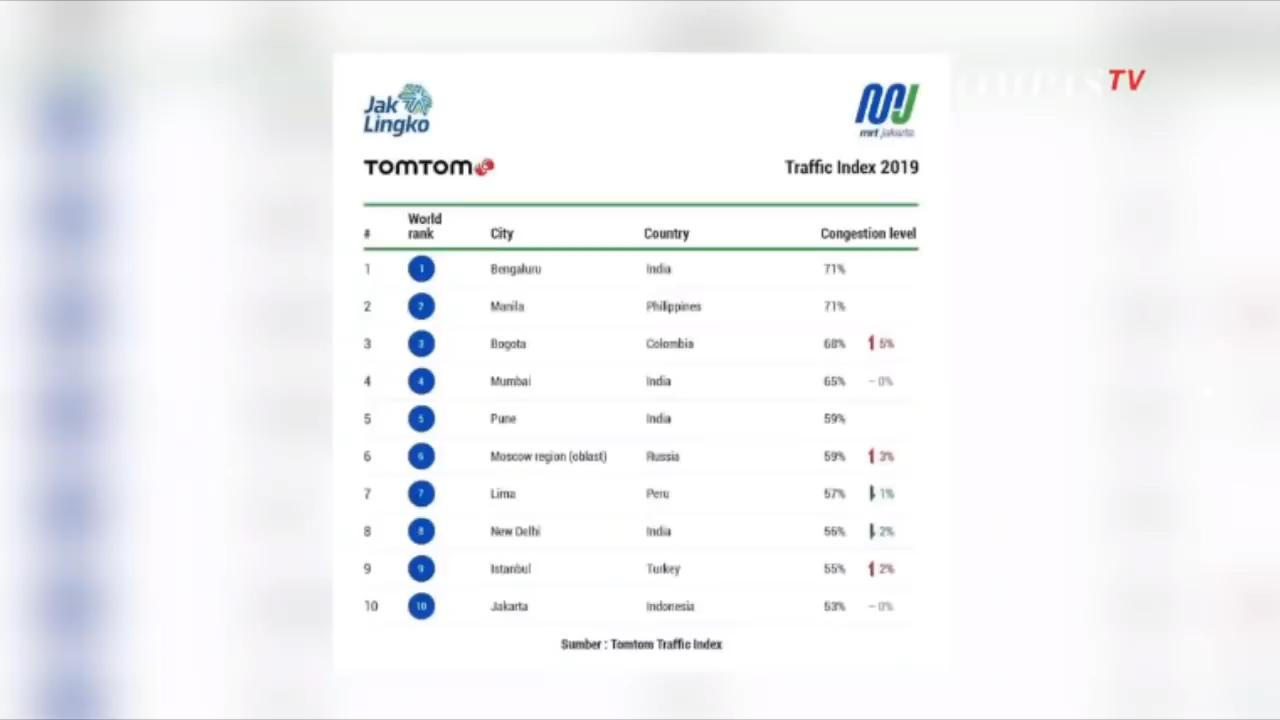 Jak
Lingko
mrt jakarta
TV
TOMTOM
Traffic Index 2019
# World rank City Country Congestion level
1 1 Bengaluru India 71%
2 2 Manila Philippines 71%
3 3 Bogota Colombia 68% 5%
4 4 Mumbai India 65% – 0%
5 5 Pune India 59%
6 6 Moscow region (oblast) Russia 59% 3%
7 7 Lima Peru 57% 1%
8 8 New Delhi India 56% 2%
9 9 Istanbul Turkey 55% 2%
10 10 Jakarta Indonesia 53% – 0%
Sumber : Tomtom Traffic Index